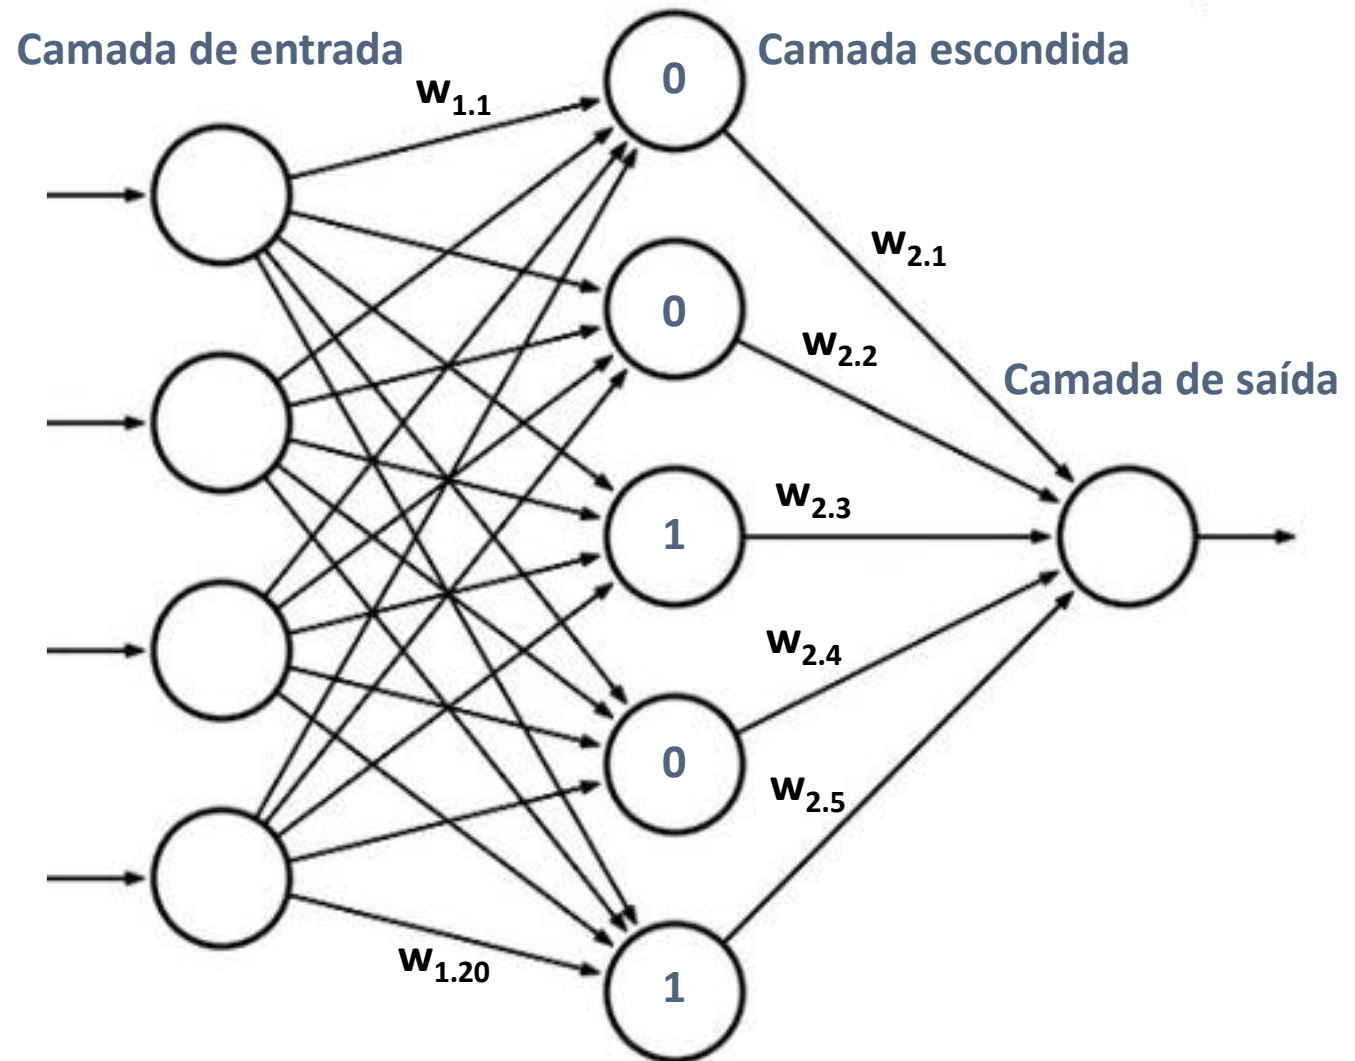 Camada de entrada
w1.1
0
Camada escondida
w2.1
0
w2.2
Camada de saída
w2.3
1
w2.4
0
w2.5
w1.20
1